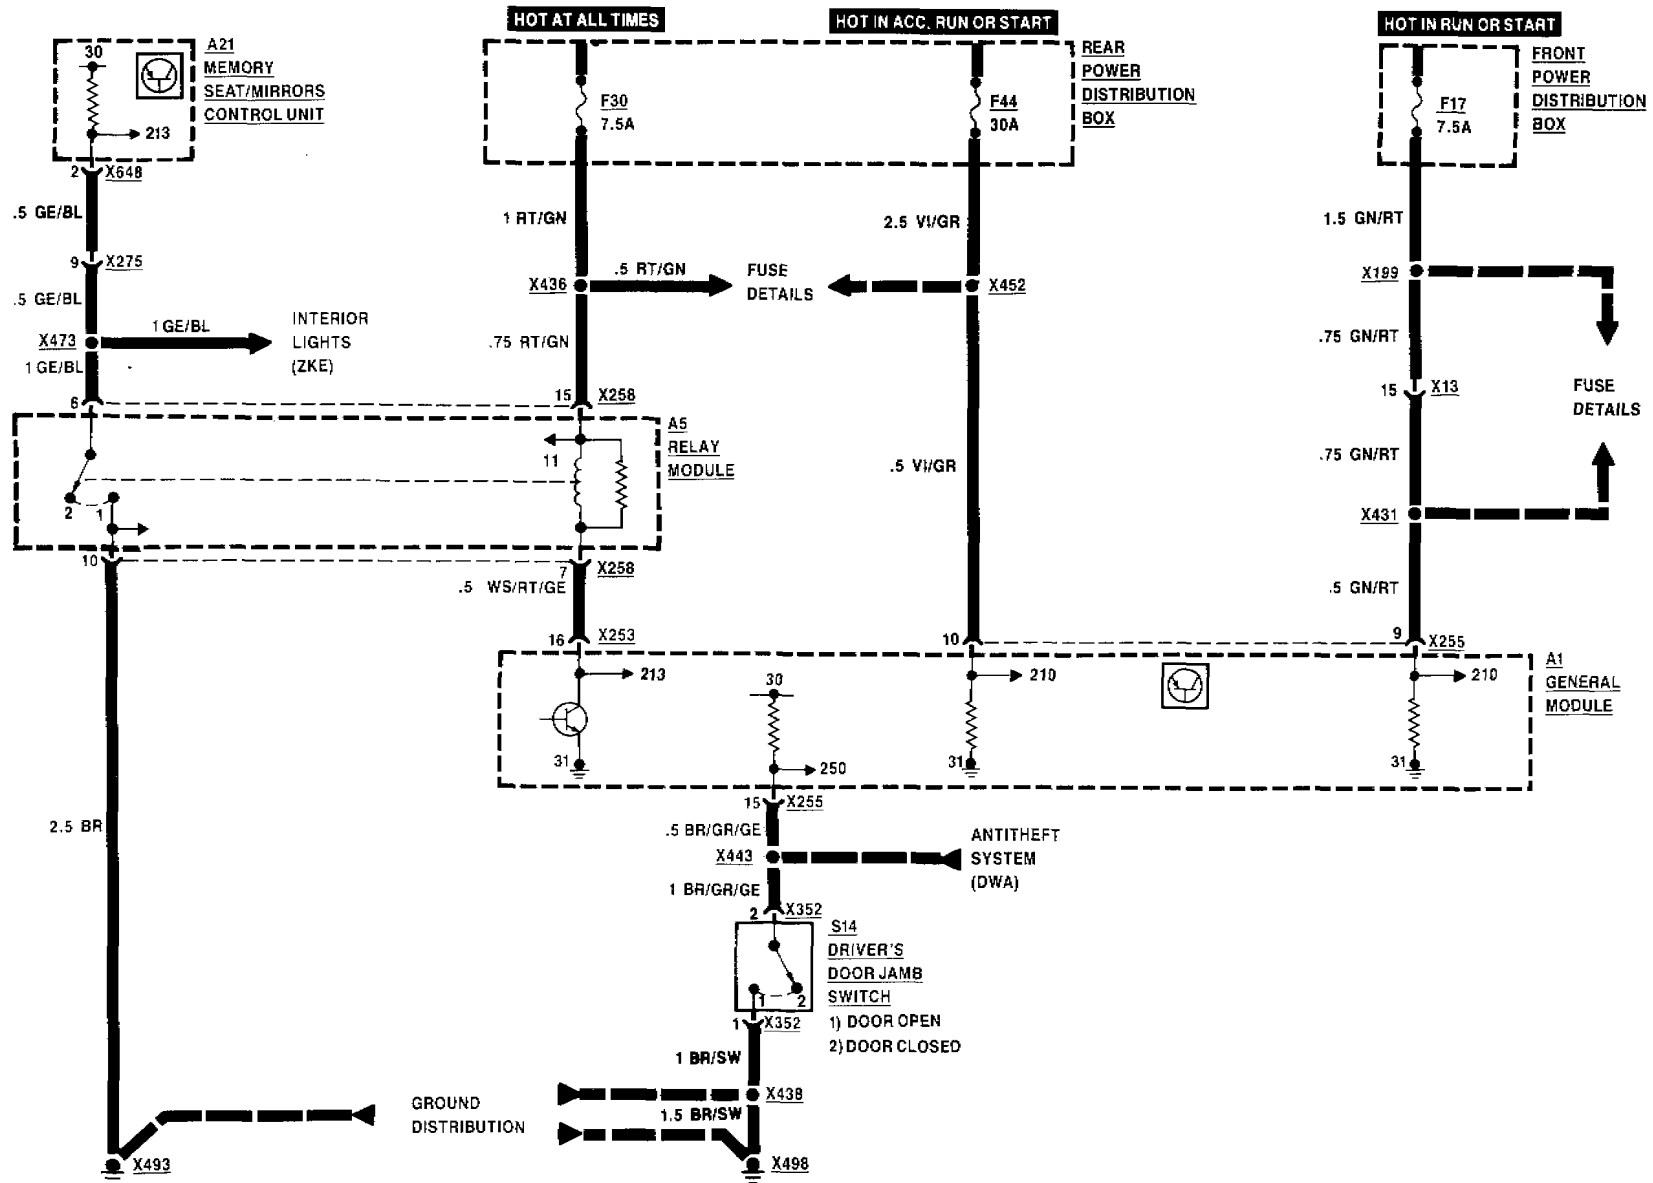 HOT AT ALL TIMES
HOT IN ACC, RUN OR START
HOT IN RUN OR START
30
A21
MEMORY
SEAT/MIRRORS
CONTROL UNIT
213
2
X648
F30
7.5A
F44
30A
REAR
POWER
DISTRIBUTION
BOX
F17
7.5A
FRONT
POWER
DISTRIBUTION
BOX
.5 GE/BL
1 RT/GN
2.5 VI/GR
1.5 GN/RT
9
X275
.5 GE/BL
X436
.5 RT/GN
FUSE
DETAILS
X452
X199
X473
1 GE/BL
INTERIOR
LIGHTS
(ZKE)
.75 RT/GN
.75 GN/RT
1 GE/BL
6
15
X258
15
X13
FUSE
DETAILS
A5
RELAY
MODULE
11
2
1
.5 VI/GR
.75 GN/RT
X431
10
7
X258
.5 WS/RT/GE
.5 GN/RT
16
X253
10
9
X255
213
30
210
210
A1
GENERAL
MODULE
31
250
31
31
15
X255
2.5 BR
.5 BR/GR/GE
X443
ANTITHEFT
SYSTEM
(DWA)
1 BR/GR/GE
2
X352
S14
DRIVER'S
DOOR JAMB
SWITCH
1) DOOR OPEN
2) DOOR CLOSED
1
2
1
X352
1 BR/SW
X438
GROUND
DISTRIBUTION
1.5 BR/SW
X493
X498